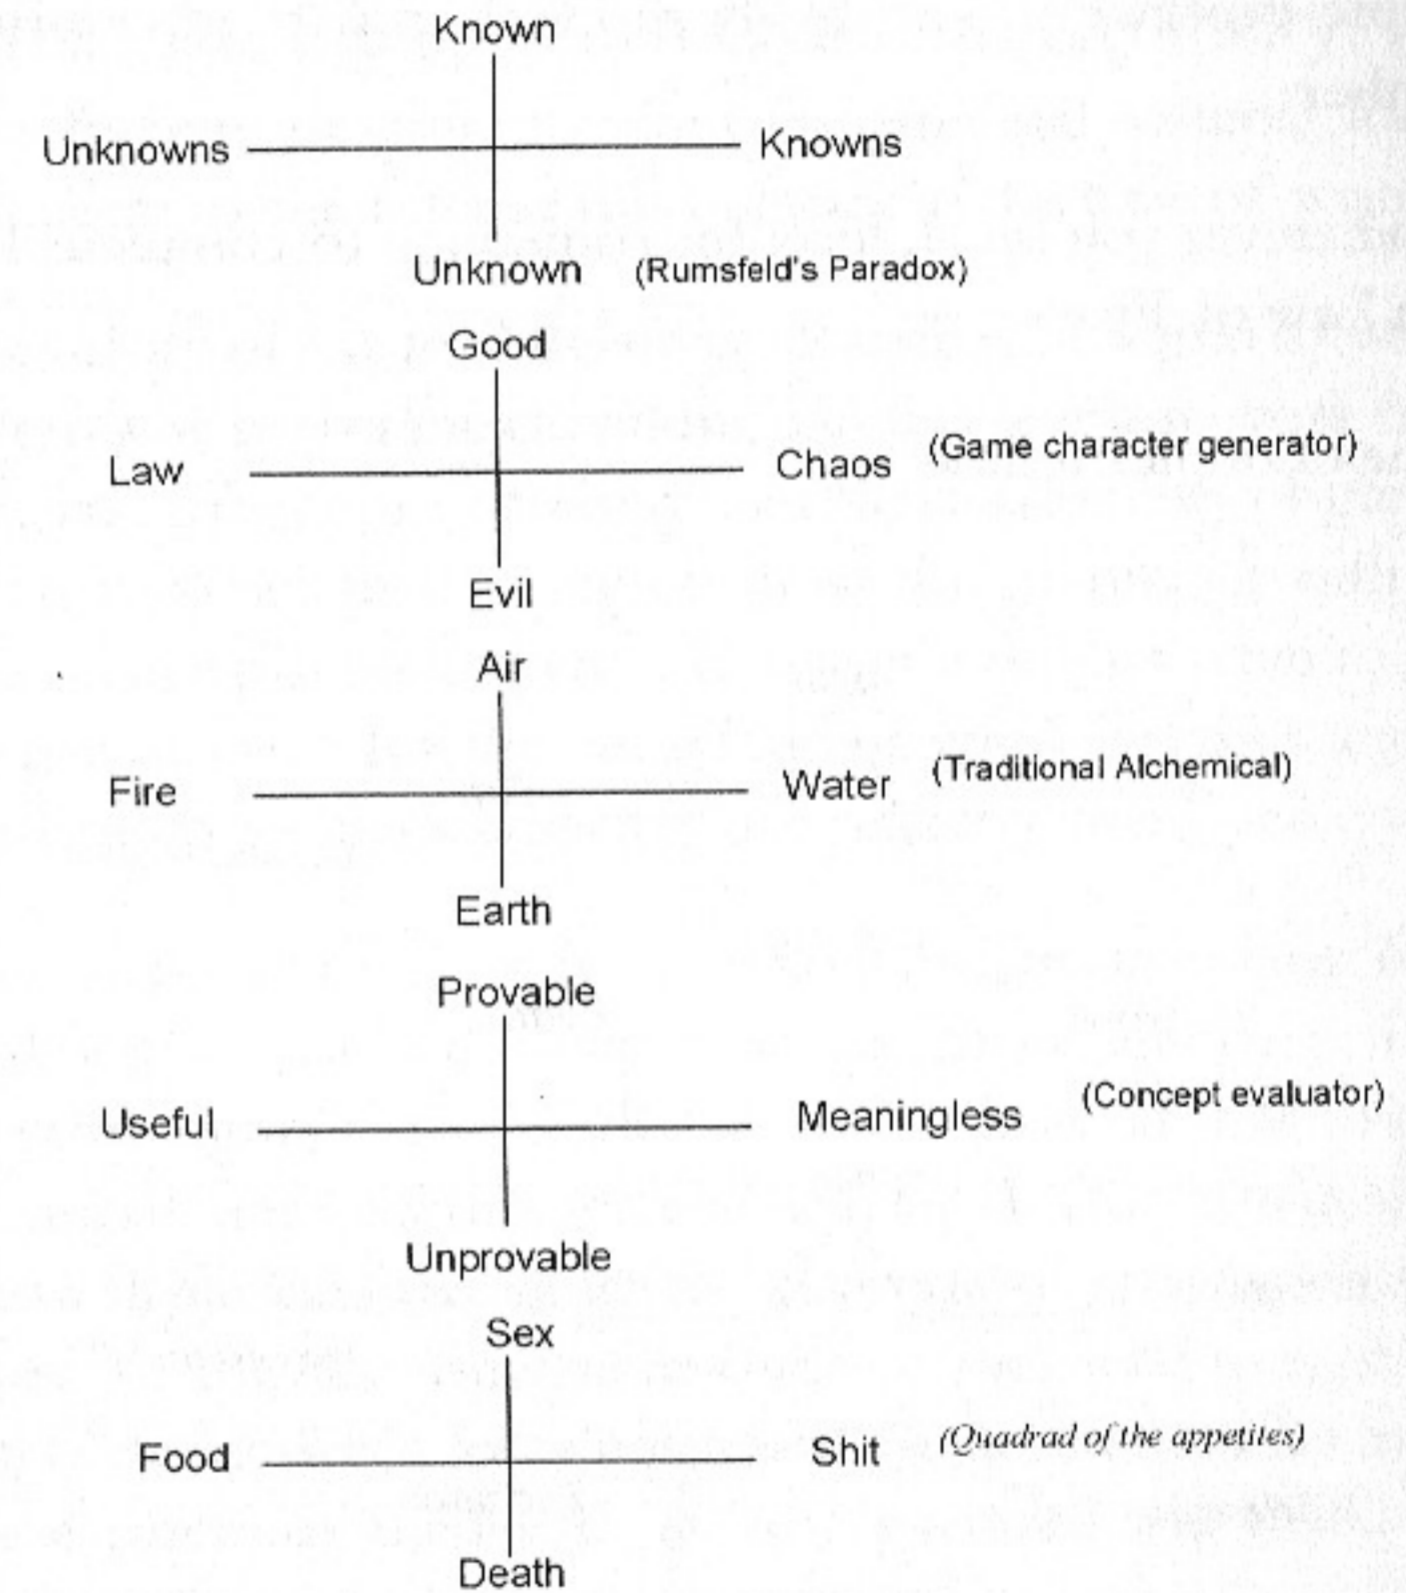 Known
Unknowns Knowns
Unknown (Rumsfeld's Paradox)
Good
Law Chaos (Game character generator)
Evil
Air
Fire Water (Traditional Alchemical)
Earth
Provable
Useful Meaningless (Concept evaluator)
Unprovable
Sex
Food Shit (Quadrad of the appetites)
Death